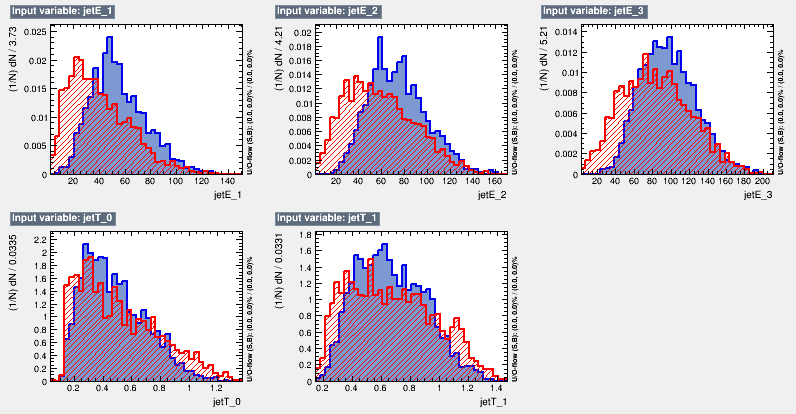 Input variable: jetE_1
(1/N) dN / 3.73
0.025
0.02
0.015
0.01
0.005
0
20 40 60 80 100 120 140
jetE_1
U/O-flow (S,B): (0.0, 0.0)% / (0.0, 0.0)%
Input variable: jetE_2
(1/N) dN / 4.21
0.02
0.018
0.016
0.014
0.012
0.01
0.008
0.006
0.004
0.002
0
20 40 60 80 100 120 140 160
jetE_2
U/O-flow (S,B): (0.0, 0.0)% / (0.0, 0.0)%
Input variable: jetE_3
(1/N) dN / 5.21
0.014
0.012
0.01
0.008
0.006
0.004
0.002
0
20 40 60 80 100 120 140 160 180 200
jetE_3
U/O-flow (S,B): (0.0, 0.0)% / (0.0, 0.0)%
Input variable: jetT_0
(1/N) dN / 0.0335
2.2
2
1.8
1.6
1.4
1.2
1
0.8
0.6
0.4
0.2
0
0.2 0.4 0.6 0.8 1 1.2
jetT_0
U/O-flow (S,B): (0.0, 0.0)% / (0.0, 0.0)%
Input variable: jetT_1
(1/N) dN / 0.0331
1.8
1.6
1.4
1.2
1
0.8
0.6
0.4
0.2
0
0.2 0.4 0.6 0.8 1 1.2 1.4
jetT_1
U/O-flow (S,B): (0.0, 0.0)% / (0.0, 0.0)%